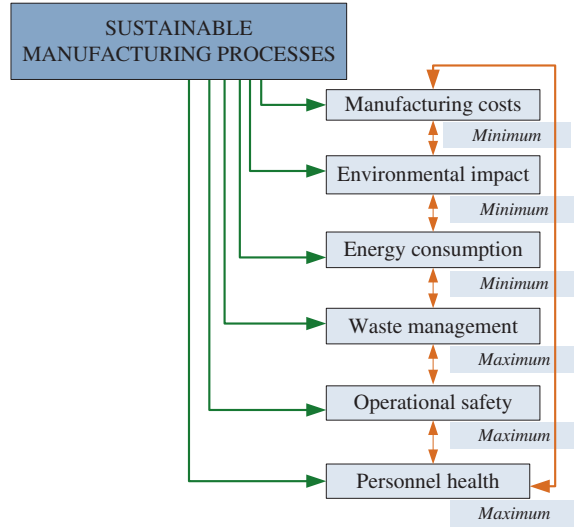 SUSTAINABLE
MANUFACTURING PROCESSES
Manufacturing costs
Minimum
Environmental impact
Minimum
Energy consumption
Minimum
Waste management
Maximum
Operational safety
Maximum
Personnel health
Maximum